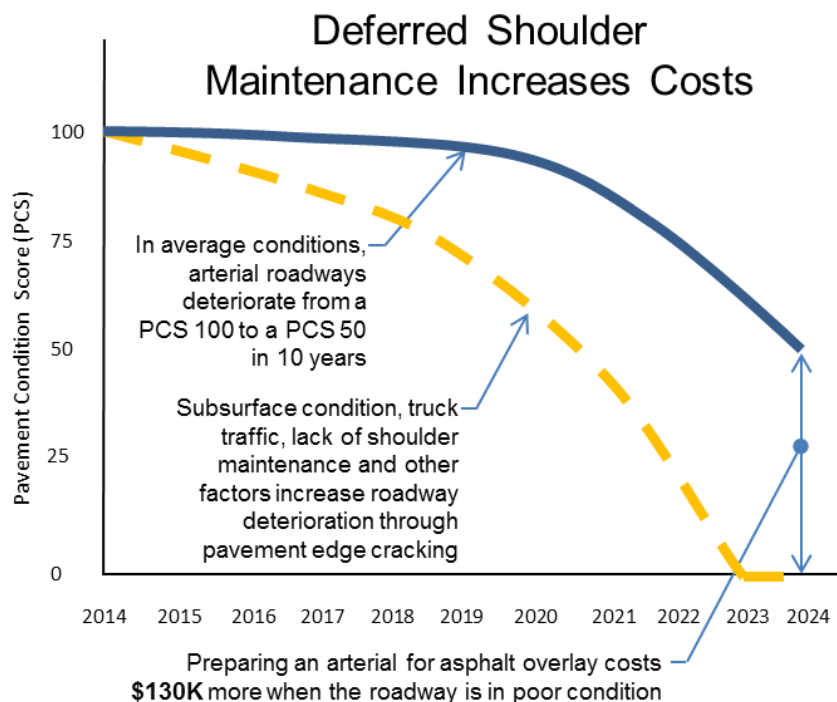 Deferred Shoulder
Maintenance Increases Costs
Pavement Condition Score (PCS)
100
75
50
25
0
In average conditions,
arterial roadways
deteriorate from a
PCS 100 to a PCS 50
in 10 years
Subsurface condition, truck
traffic, lack of shoulder
maintenance and other
factors increase roadway
deterioration through
pavement edge cracking
2014 2015 2016 2017 2018 2019 2020 2021 2022 2023 2024
Preparing an arterial for asphalt overlay costs
$130K more when the roadway is in poor condition